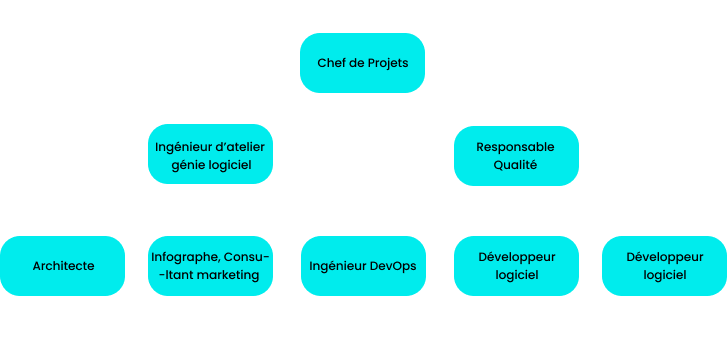 Chef de Projets
Ingénieur d’atelier
génie logiciel
Responsable
Qualité
Architecte
Infographe, Consu-
-ltant marketing
Ingénieur DevOps
Développeur
logiciel
Développeur
logiciel